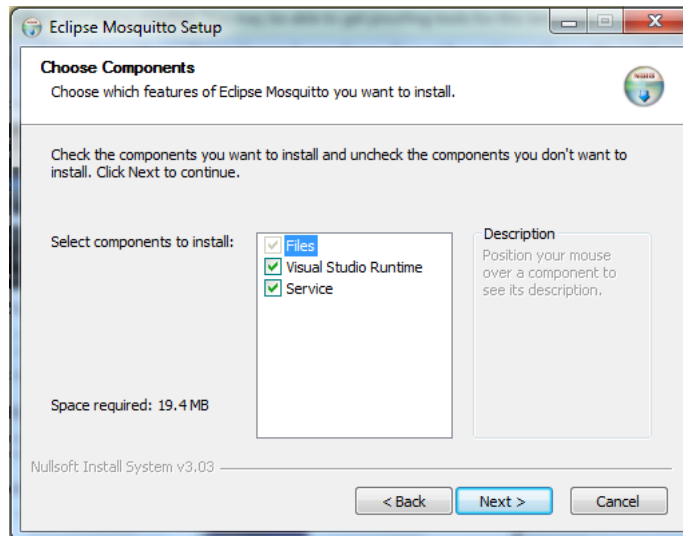 Eclipse Mosquitto Setup
Choose Components
Choose which features of Eclipse Mosquitto you want to install.
Check the components you want to install and uncheck the components you don't want to
install. Click Next to continue.
Select components to install:
Files
Visual Studio Runtime
Service
Description
Position your mouse
over a component to
see its description.
Space required: 19.4 MB
Nullsoft Install System v3.03
< Back
Next >
Cancel